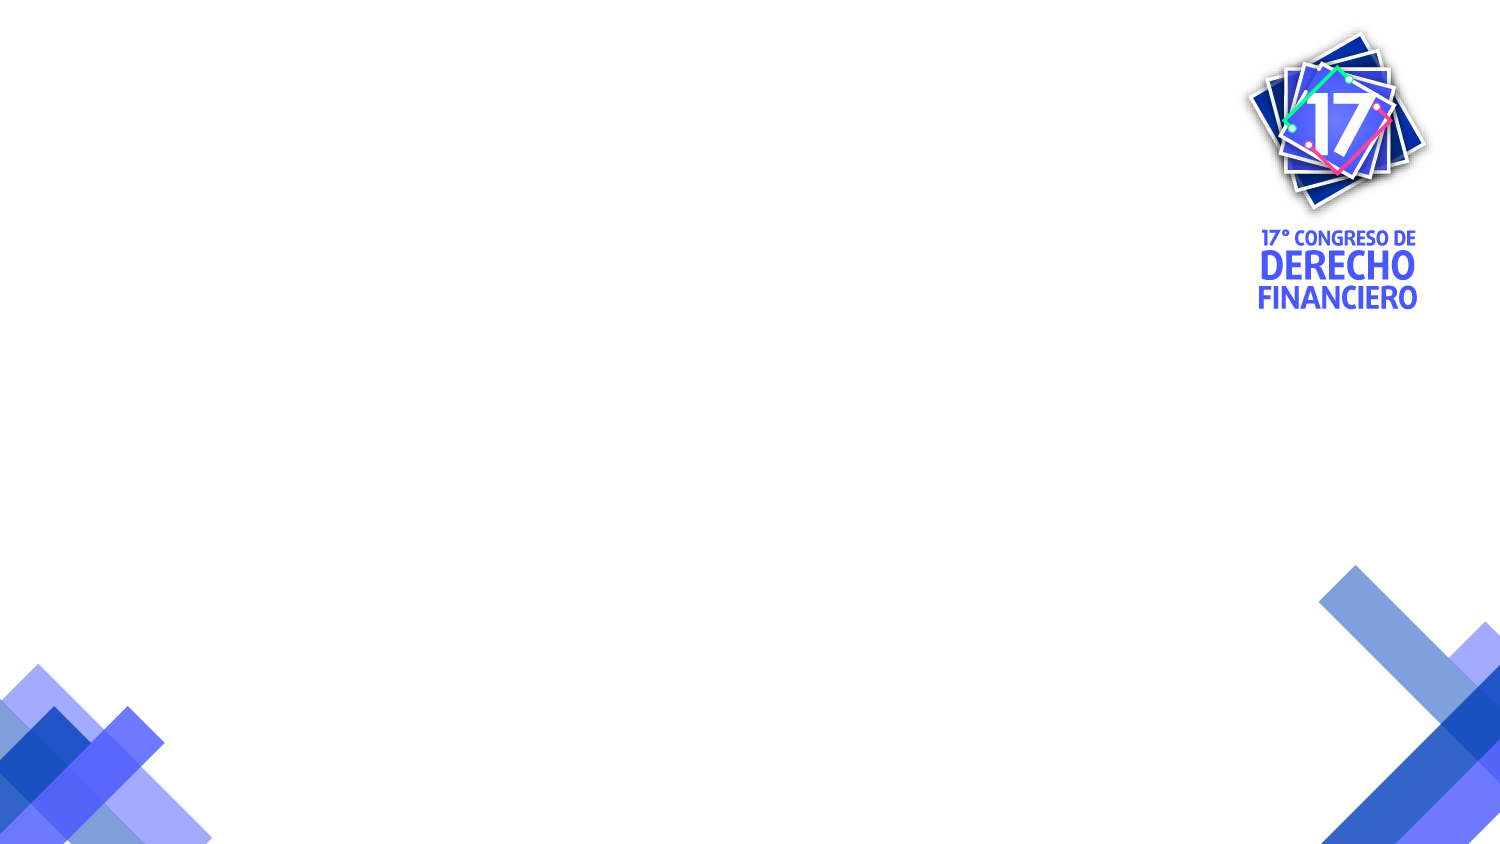 17
17° CONGRESO DE
DERECHO
FINANCIERO